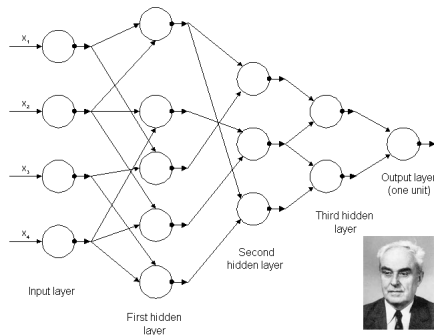 X₁
X₂
X₃
X₄
Input layer
First hidden
layer
Second
hidden layer
Third hidden
layer
Output layer
(one unit)